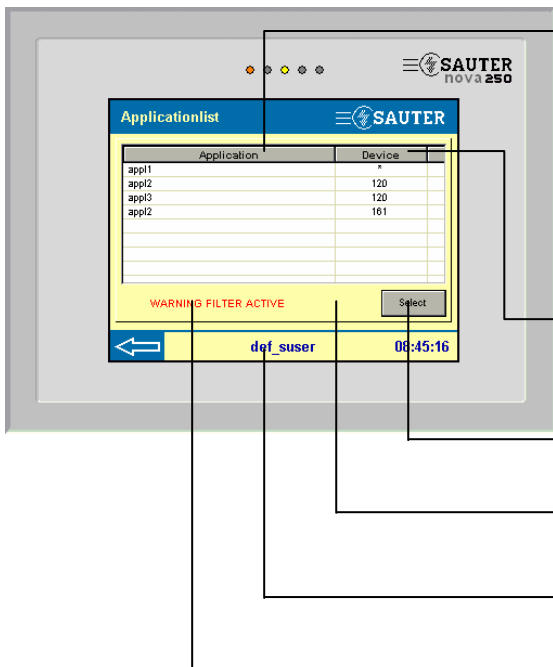 SAUTER
nova 250
Applicationlist
SAUTER
Application Device
appl1 *
appl2 120
appl3 120
appl2 161
WARNING FILTER ACTIVE
Select
def_suser 08:45:16